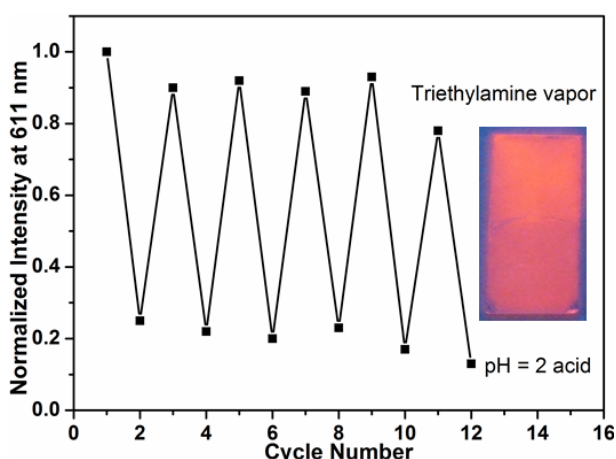 Normalized Intensity at 611 nm
1.0
0.8
0.6
0.4
0.2
0.0
Triethylamine vapor
pH = 2 acid
0 2 4 6 8 10 12 14 16
Cycle Number